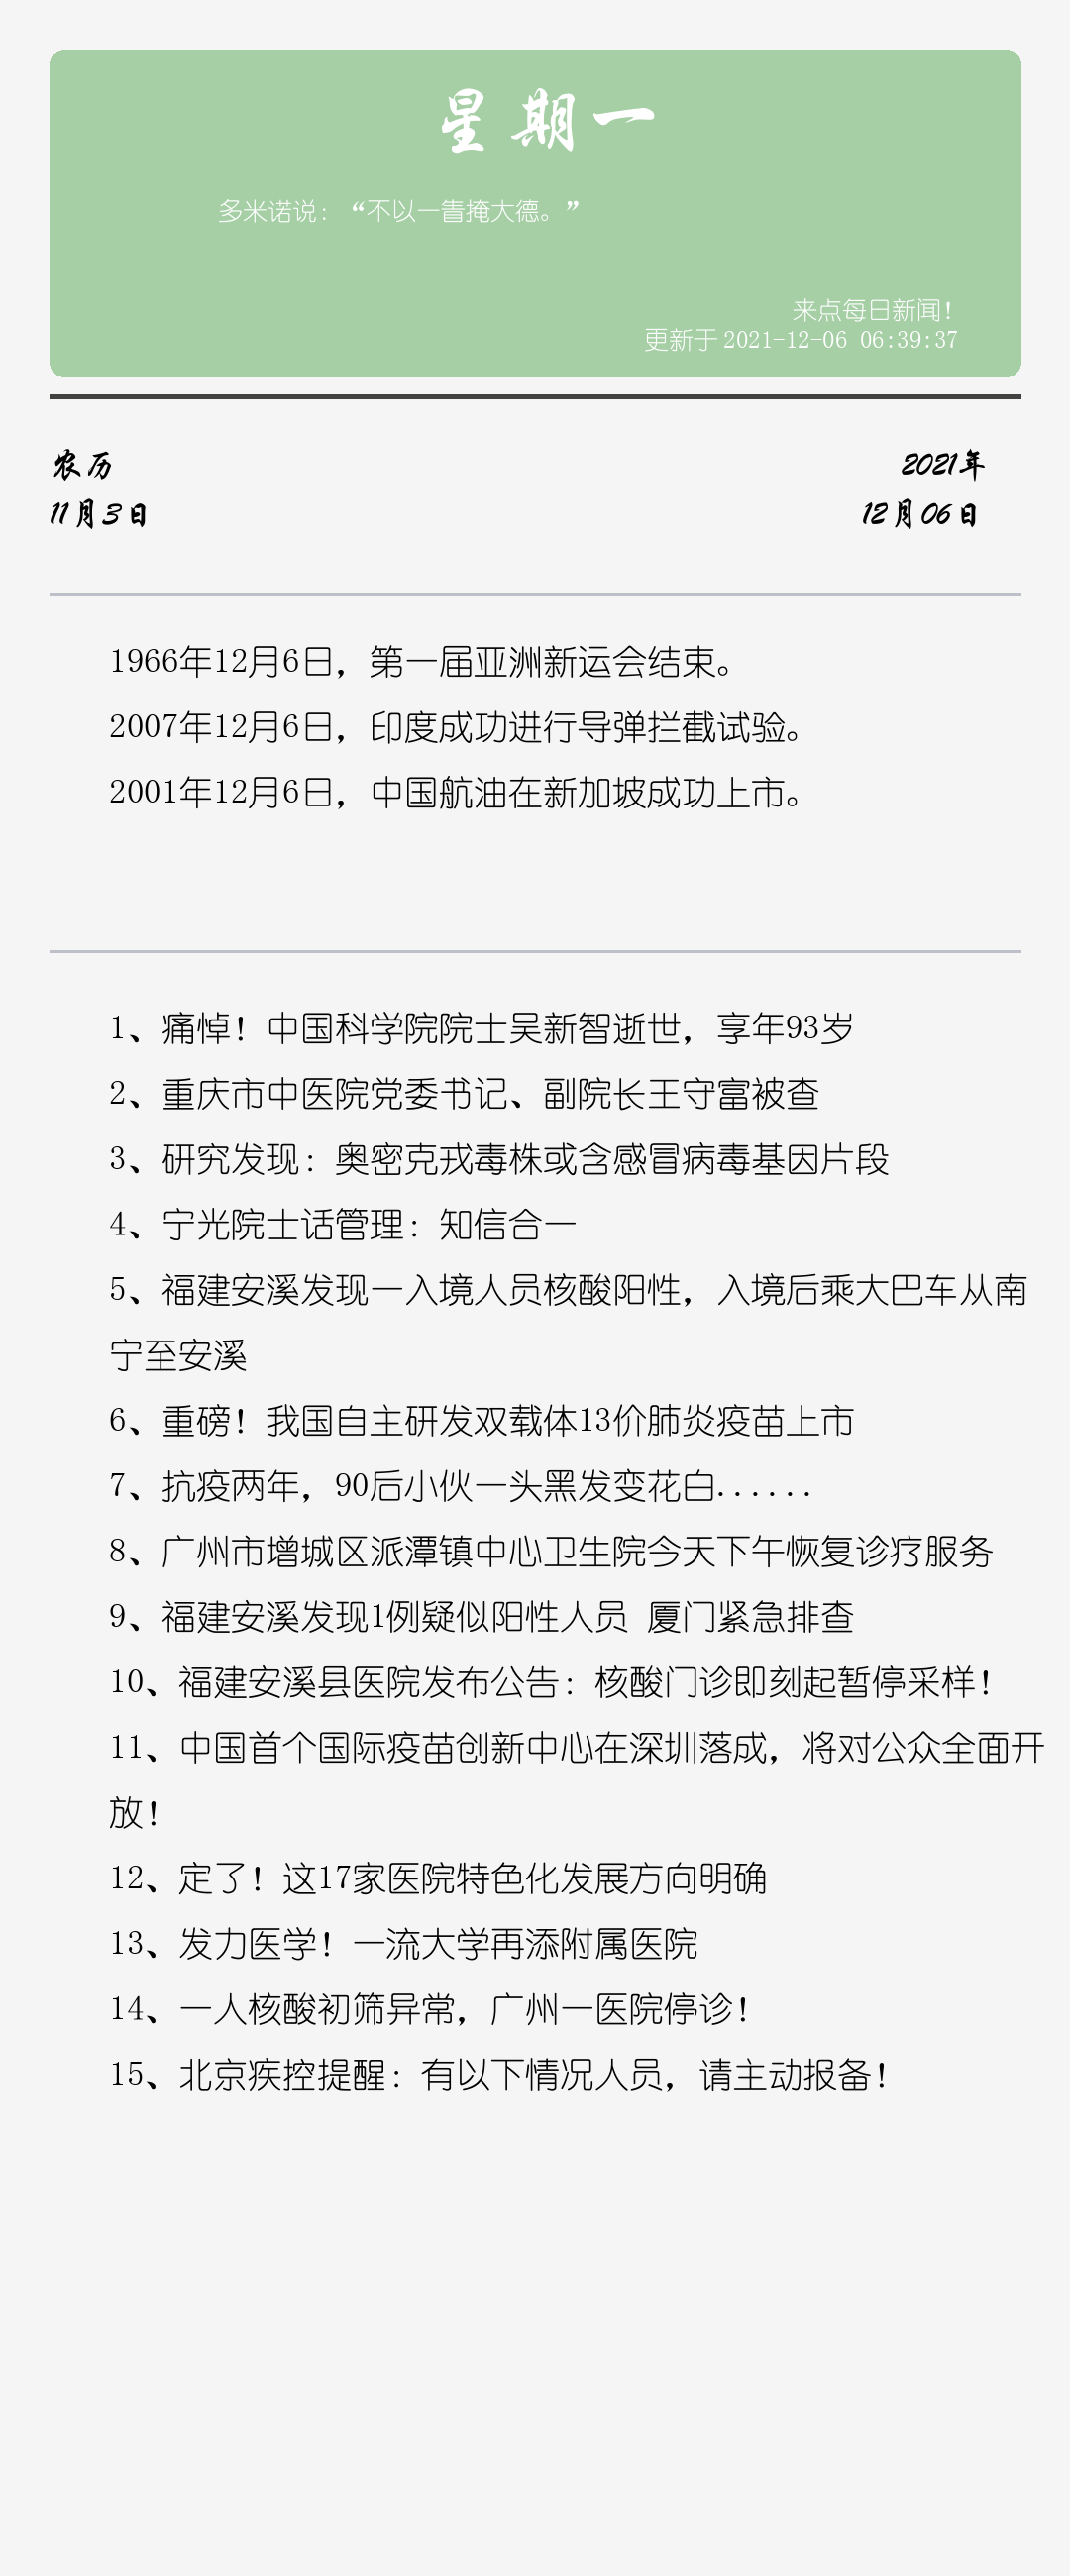 星期一
多米诺说：“不以一眚掩大德。”
来点每日新闻！
更新于 2021-12-06 06:39:37
农历
11月3日
2021年
12月06日
1966年12月6日，第一届亚洲新运会结束。
2007年12月6日，印度成功进行导弹拦截试验。
2001年12月6日，中国航油在新加坡成功上市。
1、痛悼！中国科学院院士吴新智逝世，享年93岁
2、重庆市中医院党委书记、副院长王守富被查
3、研究发现：奥密克戎毒株或含感冒病毒基因片段
4、宁光院士话管理：知信合一
5、福建安溪发现一入境人员核酸阳性，入境后乘大巴车从南
宁至安溪
6、重磅！我国自主研发双载体13价肺炎疫苗上市
7、抗疫两年，90后小伙一头黑发变花白......
8、广州市增城区派潭镇中心卫生院今天下午恢复诊疗服务
9、福建安溪发现1例疑似阳性人员 厦门紧急排查
10、福建安溪县医院发布公告：核酸门诊即刻起暂停采样！
11、中国首个国际疫苗创新中心在深圳落成，将对公众全面开
放！
12、定了！这17家医院特色化发展方向明确
13、发力医学！一流大学再添附属医院
14、一人核酸初筛异常，广州一医院停诊！
15、北京疾控提醒：有以下情况人员，请主动报备！